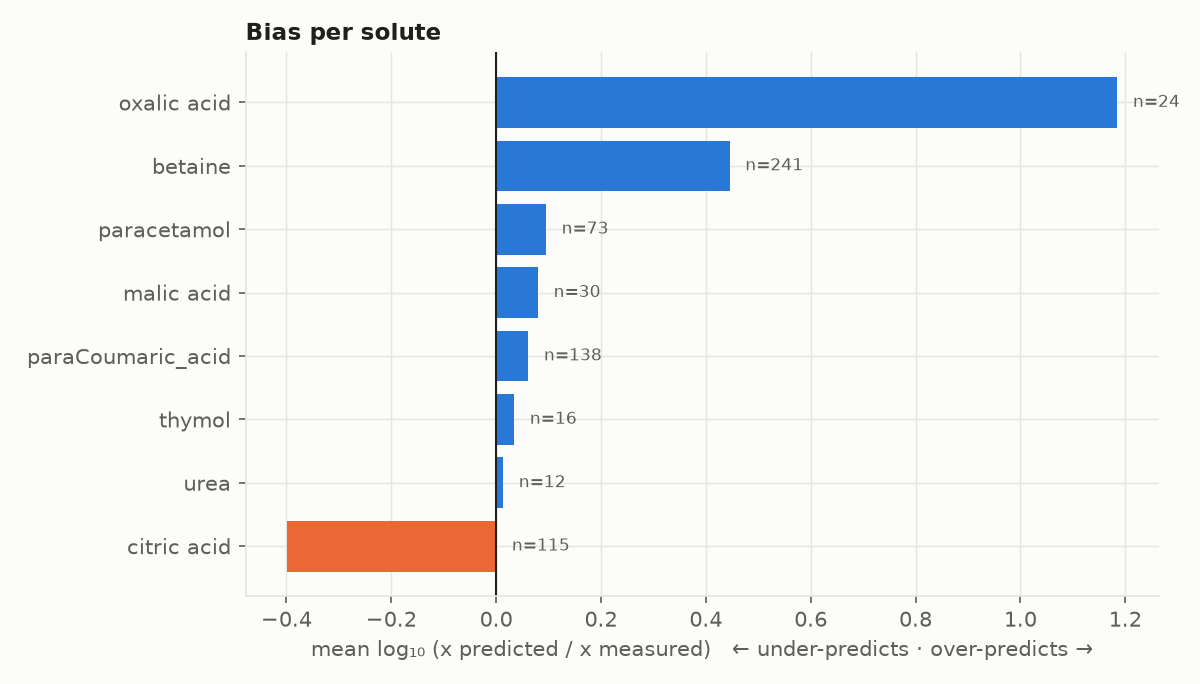 Bias per solute
oxalic acid n=24
betaine n=241
paracetamol n=73
malic acid n=30
paraCoumaric_acid n=138
thymol n=16
urea n=12
citric acid n=115
−0.4 −0.2 0.0 0.2 0.4 0.6 0.8 1.0 1.2
mean log₁₀ (x predicted / x measured) ← under-predicts · over-predicts →